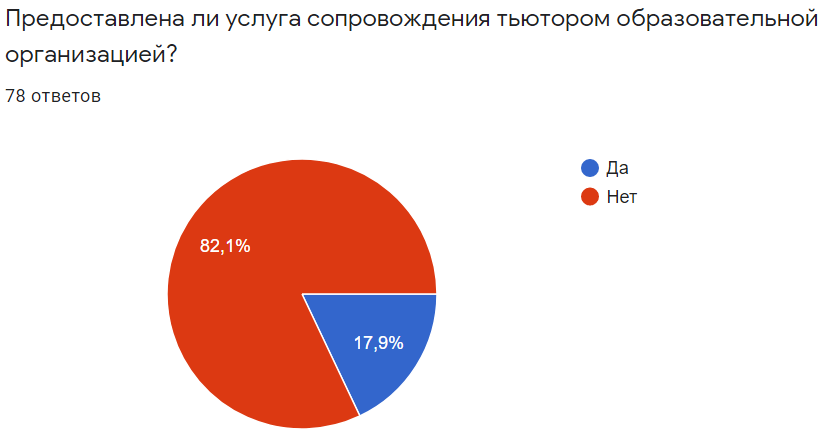 Предоставлена ли услуга сопровождения тьютором образовательной
организацией?
78 ответов
Да
Нет
82,1%
17,9%